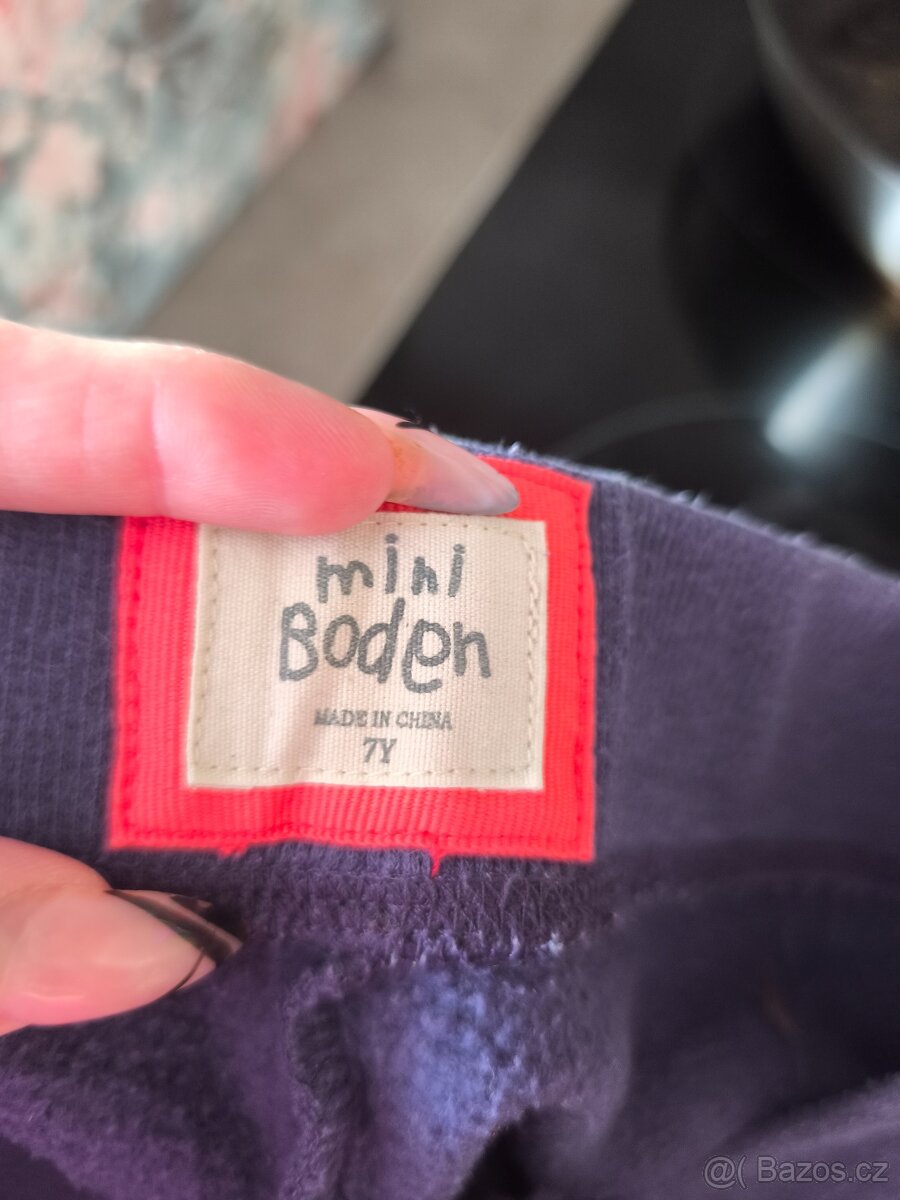 mini
Boden
MADE IN CHINA
7Y
@( Bazos.cz